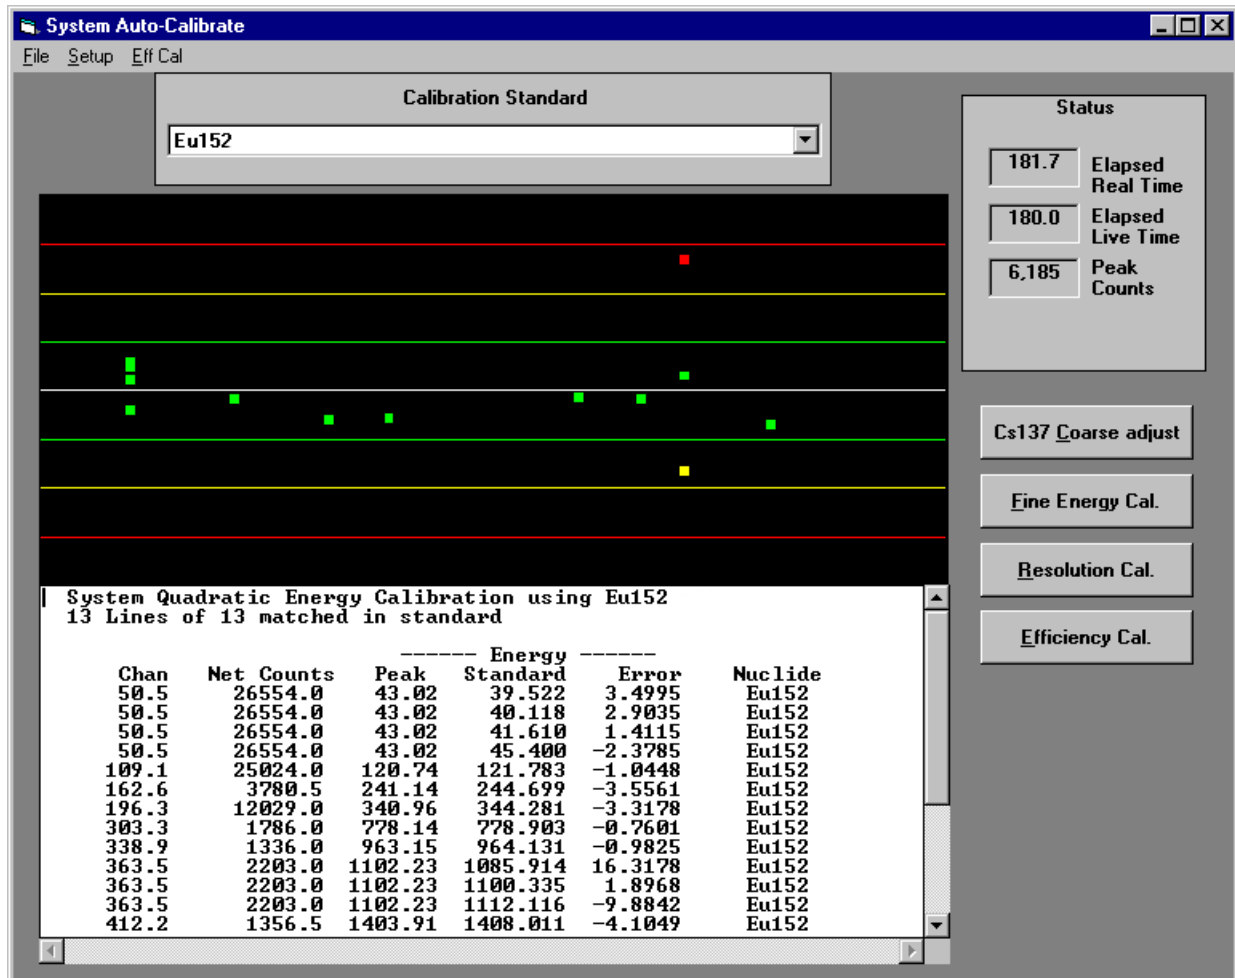 System Auto-Calibrate
File Setup Eff Cal
Calibration Standard
Eu152
Status
181.7 Elapsed Real Time
180.0 Elapsed Live Time
6,185 Peak Counts
Cs137 Coarse adjust
Fine Energy Cal.
Resolution Cal.
Efficiency Cal.
System Quadratic Energy Calibration using Eu152
13 Lines of 13 matched in standard
------ Energy ------
Chan Net Counts Peak Standard Error Nuclide
50.5 26554.0 43.02 39.522 3.4995 Eu152
50.5 26554.0 43.02 40.118 2.9035 Eu152
50.5 26554.0 43.02 41.610 1.4115 Eu152
50.5 26554.0 43.02 45.400 -2.3785 Eu152
109.1 25024.0 120.74 121.783 -1.0448 Eu152
162.6 3780.5 241.14 244.699 -3.5561 Eu152
196.3 12029.0 340.96 344.281 -3.3178 Eu152
303.3 1786.0 778.14 778.903 -0.7601 Eu152
338.9 1336.0 963.15 964.131 -0.9825 Eu152
363.5 2203.0 1102.23 1085.914 16.3178 Eu152
363.5 2203.0 1102.23 1100.335 1.8968 Eu152
363.5 2203.0 1102.23 1112.116 -9.8842 Eu152
412.2 1356.5 1403.91 1408.011 -4.1049 Eu152